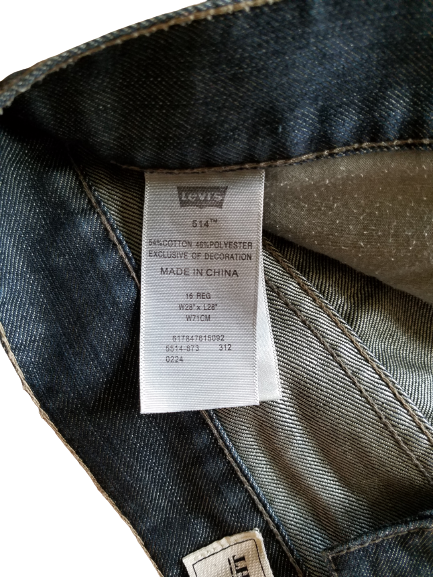 Levi's
514™
54%COTTON 46%POLYESTER
EXCLUSIVE OF DECORATION
MADE IN CHINA
16 REG
W28" x L28"
W71CM
617847615092
5514-873 312
0224